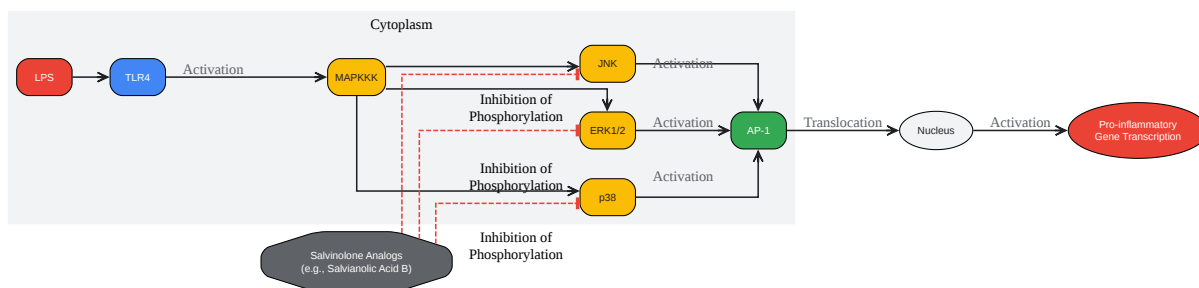 Cytoplasm
LPS
TLR4
Activation
MAPKKK
JNK
Activation
Inhibition of
Phosphorylation
ERK1/2
Activation
AP-1
Translocation
Nucleus
Activation
Pro-inflammatory
Gene Transcription
Inhibition of
Phosphorylation
p38
Activation
Inhibition of
Phosphorylation
Salvinolone Analogs
(e.g., Salvianolic Acid B)